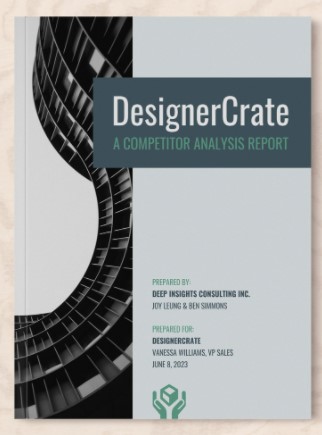 DesignerCrate
A COMPETITOR ANALYSIS REPORT
PREPARED BY:
DEEP INSIGHTS CONSULTING INC.
JOY LEUNG & BEN SIMMONS
PREPARED FOR:
DESIGNERCRATE
VANESSA WILLIAMS, VP SALES
JUNE 8, 2023